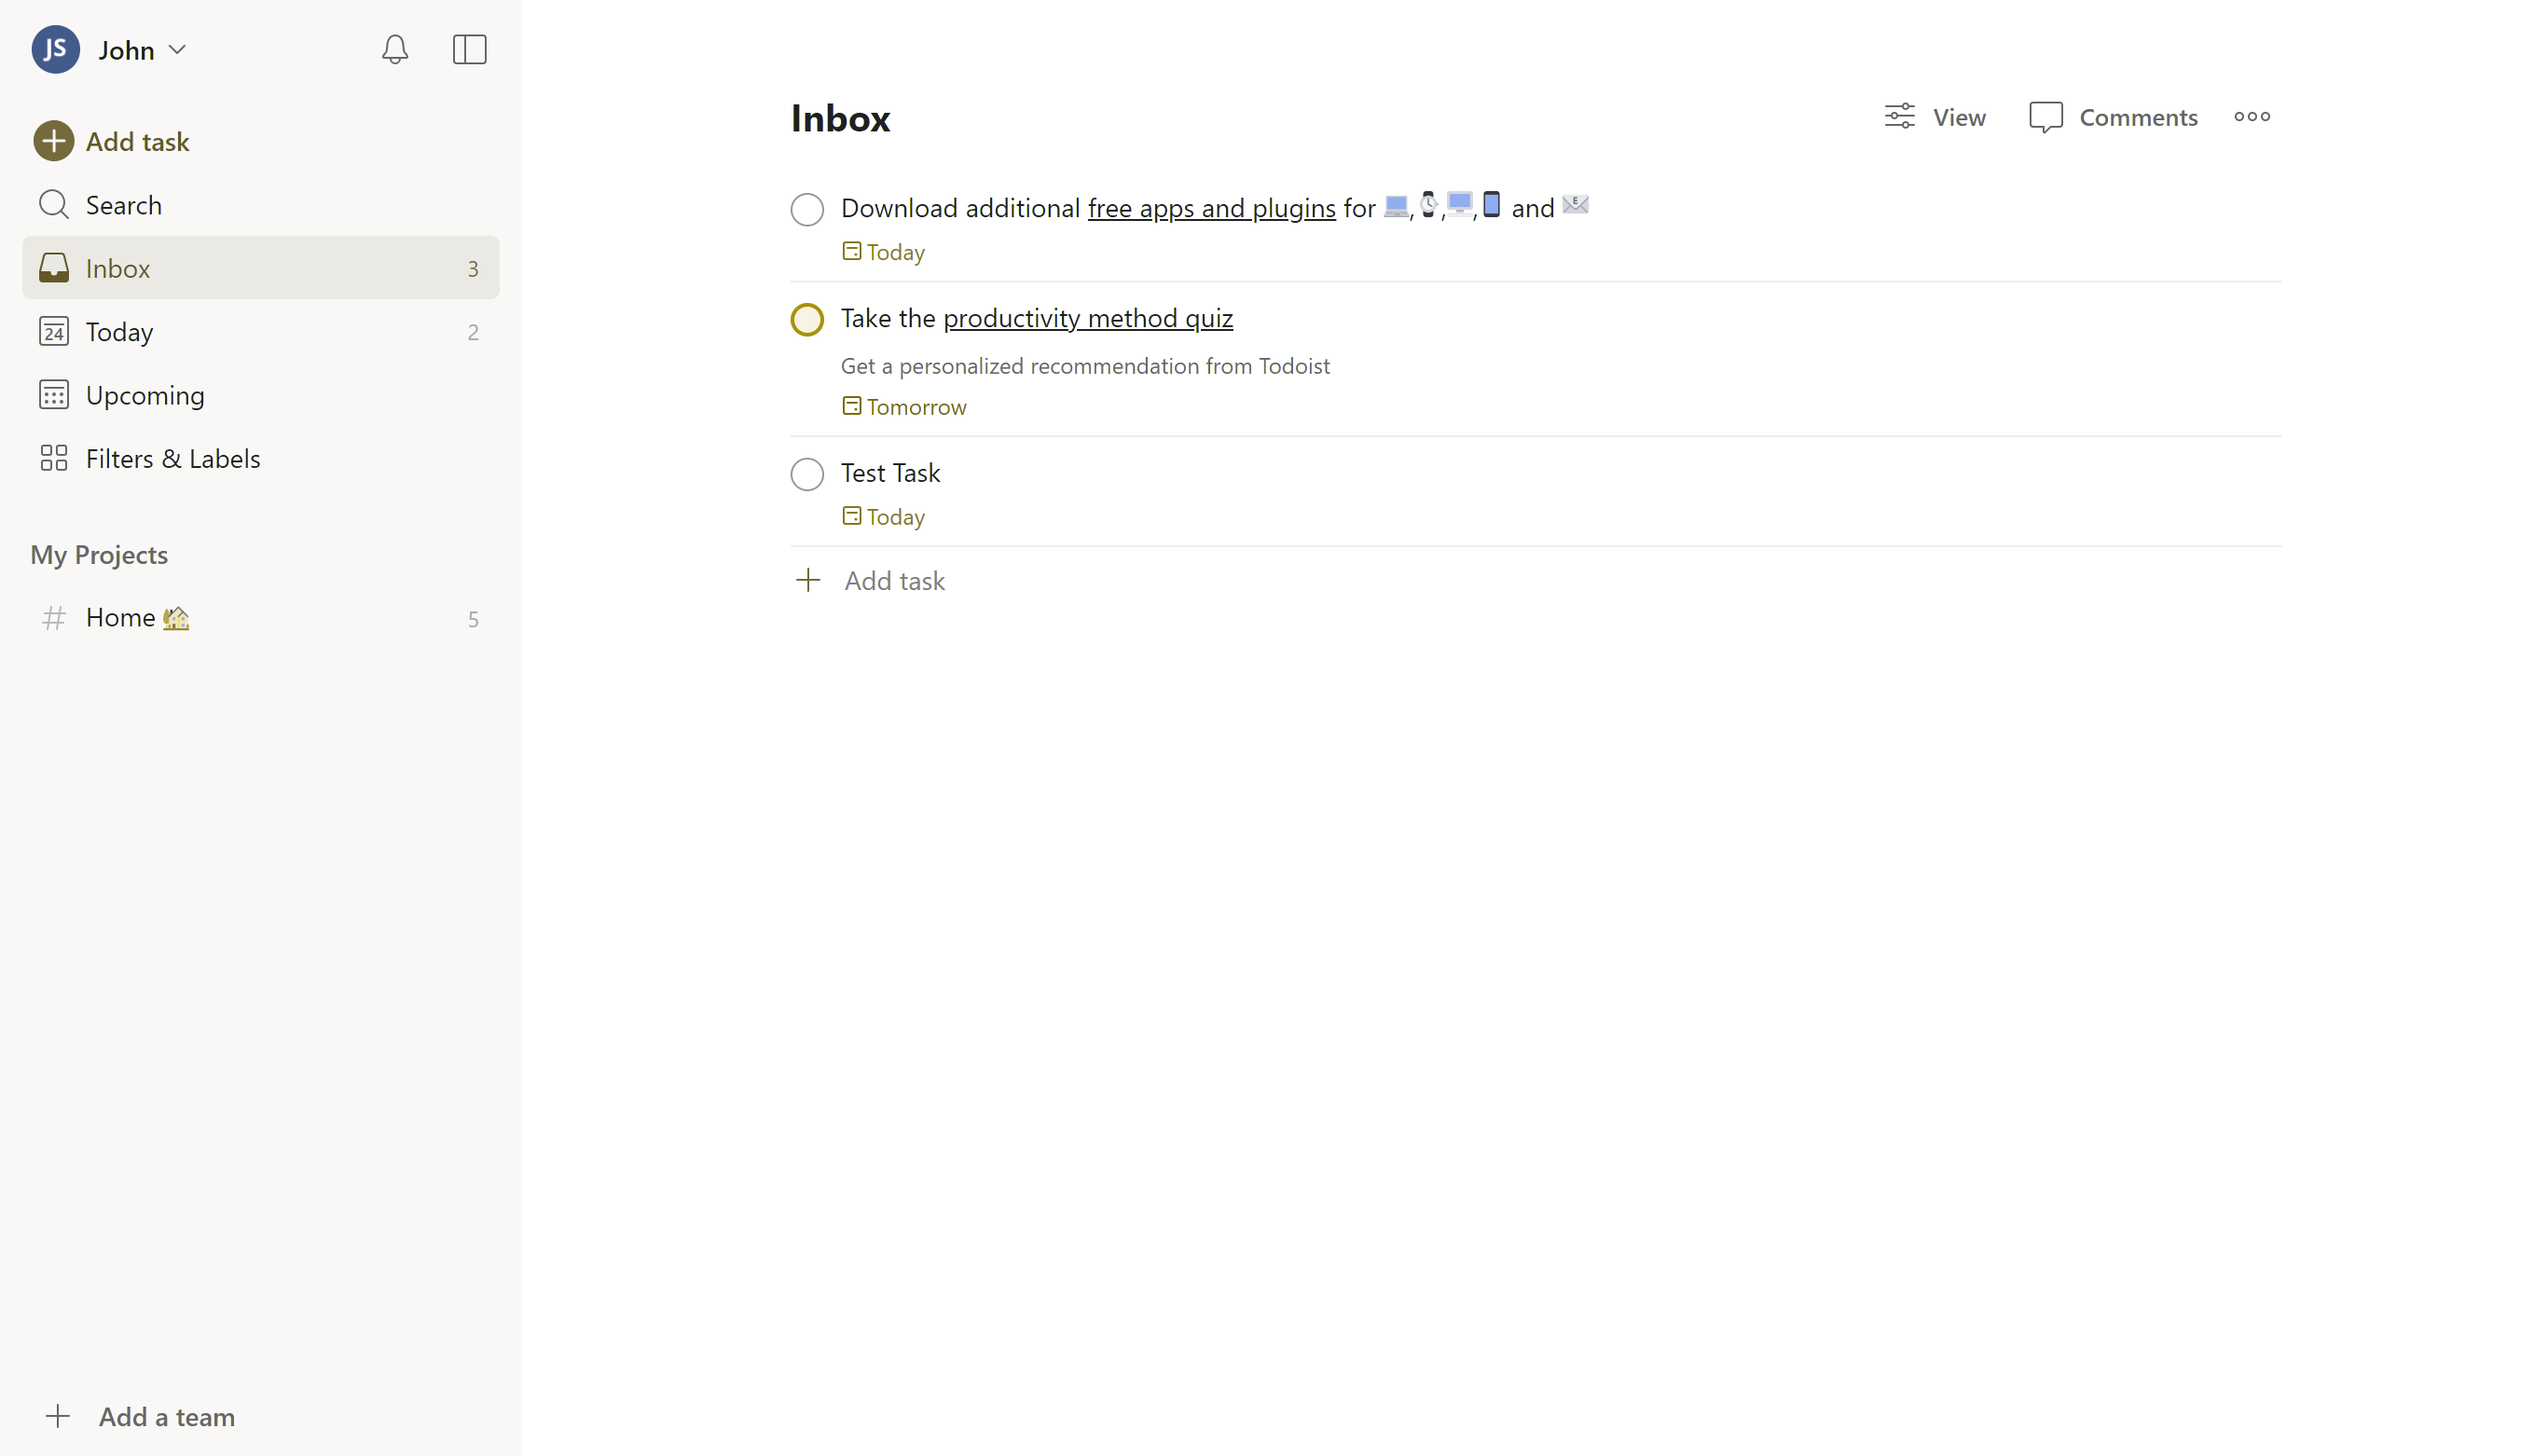 JS John
Add task
Search
Inbox 3
24 Today 2
Upcoming
Filters & Labels
My Projects
# Home 🏡 5
Add a team
Inbox
View Comments
Download additional free apps and plugins for 💻,⌚,🖥,📱 and 📧
Today
Take the productivity method quiz
Get a personalized recommendation from Todoist
Tomorrow
Test Task
Today
Add task